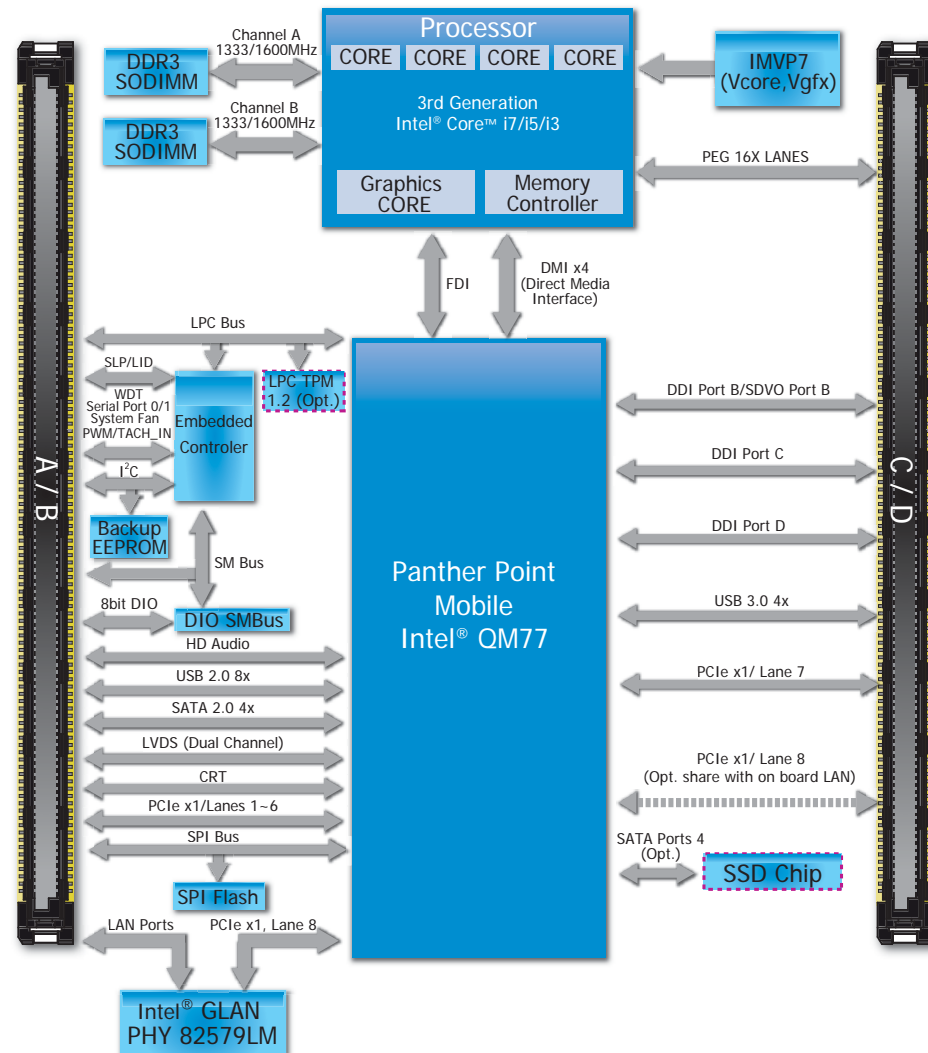 Processor
CORE CORE CORE CORE
3rd Generation
Intel® Core™ i7/i5/i3
Graphics
CORE
Memory
Controller
DDR3
SODIMM
Channel A
1333/1600MHz
DDR3
SODIMM
Channel B
1333/1600MHz
IMVP7
(Vcore,Vgfx)
PEG 16X LANES
FDI
DMI x4
(Direct Media
Interface)
A / B
C / D
LPC Bus
SLP/LID
WDT
Serial Port 0/1
System Fan
PWM/TACH_IN
I²C
Embedded
Controler
LPC TPM
1.2 (Opt.)
Backup
EEPROM
SM Bus
8bit DIO
DIO SMBus
HD Audio
USB 2.0 8x
SATA 2.0 4x
LVDS (Dual Channel)
CRT
PCIe x1/Lanes 1~6
SPI Bus
SPI Flash
LAN Ports
PCIe x1, Lane 8
Intel® GLAN
PHY 82579LM
Panther Point
Mobile
Intel® QM77
DDI Port B/SDVO Port B
DDI Port C
DDI Port D
USB 3.0 4x
PCIe x1/ Lane 7
PCIe x1/ Lane 8
(Opt. share with on board LAN)
SATA Ports 4
(Opt.)
SSD Chip